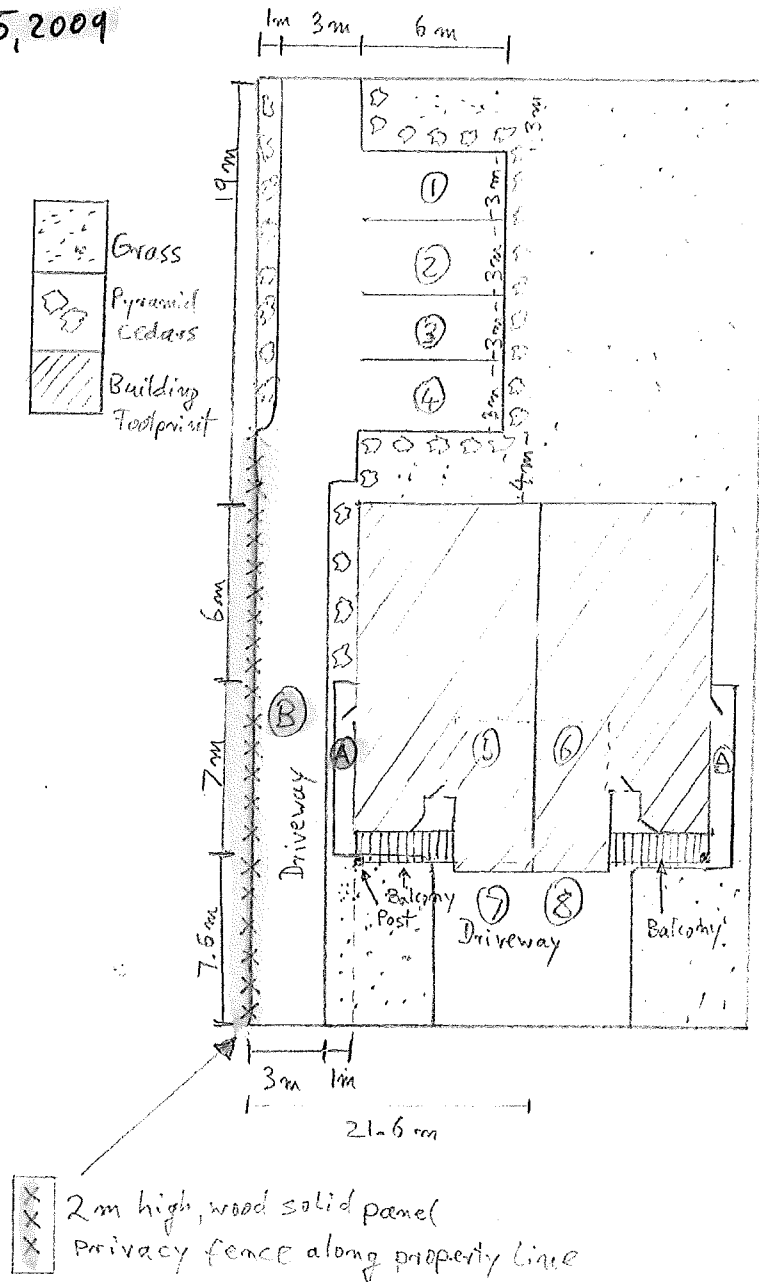 5, 2009
1m 3m 6m
19m
3m
① 3m
② 3m
③ 3m
④ 3m
4m
Grass
Pyramid
Cedars
Building
Footprint
6m
7m
7.5m
B
Driveway
A
5 6
A
Balcony
Post
7 8
Driveway
Balcony
3m 1m
21.6 m
2m high, wood solid panel
privacy fence along property line